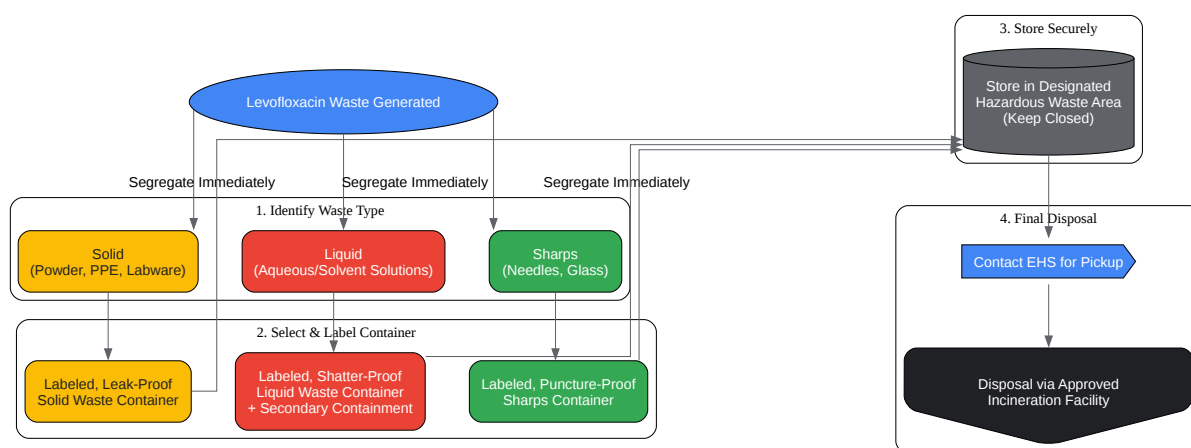 Levofloxacin Waste Generated
Segregate Immediately
Segregate Immediately
Segregate Immediately
1. Identify Waste Type
Solid
(Powder, PPE, Labware)
Liquid
(Aqueous/Solvent Solutions)
Sharps
(Needles, Glass)
2. Select & Label Container
Labeled, Leak-Proof
Solid Waste Container
Labeled, Shatter-Proof
Liquid Waste Container
+ Secondary Containment
Labeled, Puncture-Proof
Sharps Container
3. Store Securely
Store in Designated
Hazardous Waste Area
(Keep Closed)
4. Final Disposal
Contact EHS for Pickup
Disposal via Approved
Incineration Facility